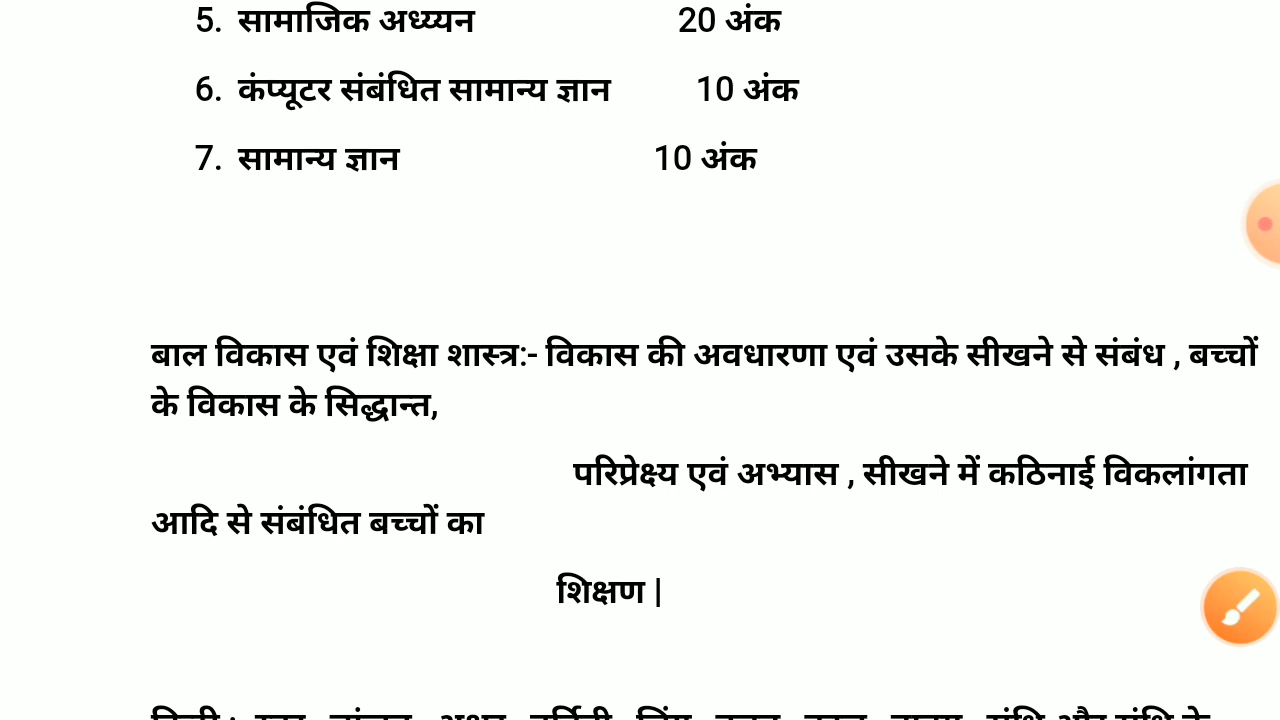 5. सामाजिक अध्ययन 20 अंक
6. कंप्यूटर संबंधित सामान्य ज्ञान 10 अंक
7. सामान्य ज्ञान 10 अंक
बाल विकास एवं शिक्षा शास्त्र:- विकास की अवधारणा एवं उसके सीखने से संबंध , बच्चों
के विकास के सिद्धान्त,
परिप्रेक्ष्य एवं अभ्यास , सीखने में कठिनाई विकलांगता
आदि से संबंधित बच्चों का
शिक्षण |